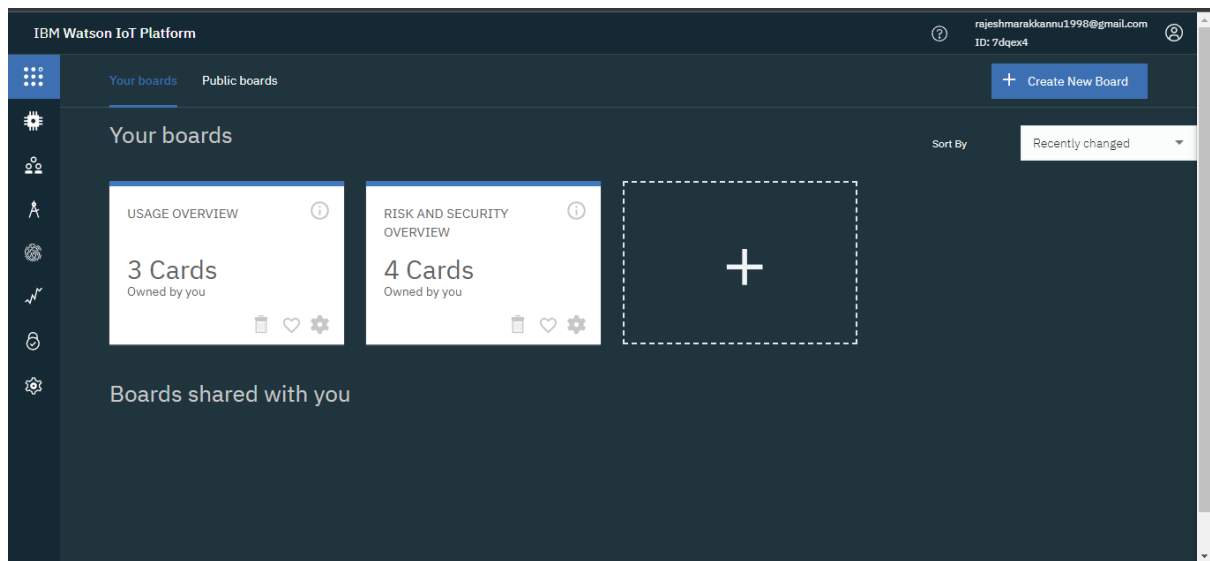 IBM Watson IoT Platform
rajeshmarakkannu1998@gmail.com
ID: 7dqex4
Your boards
Public boards
Create New Board
Your boards
Sort By
Recently changed
USAGE OVERVIEW
3 Cards
Owned by you
RISK AND SECURITY
OVERVIEW
4 Cards
Owned by you
Boards shared with you